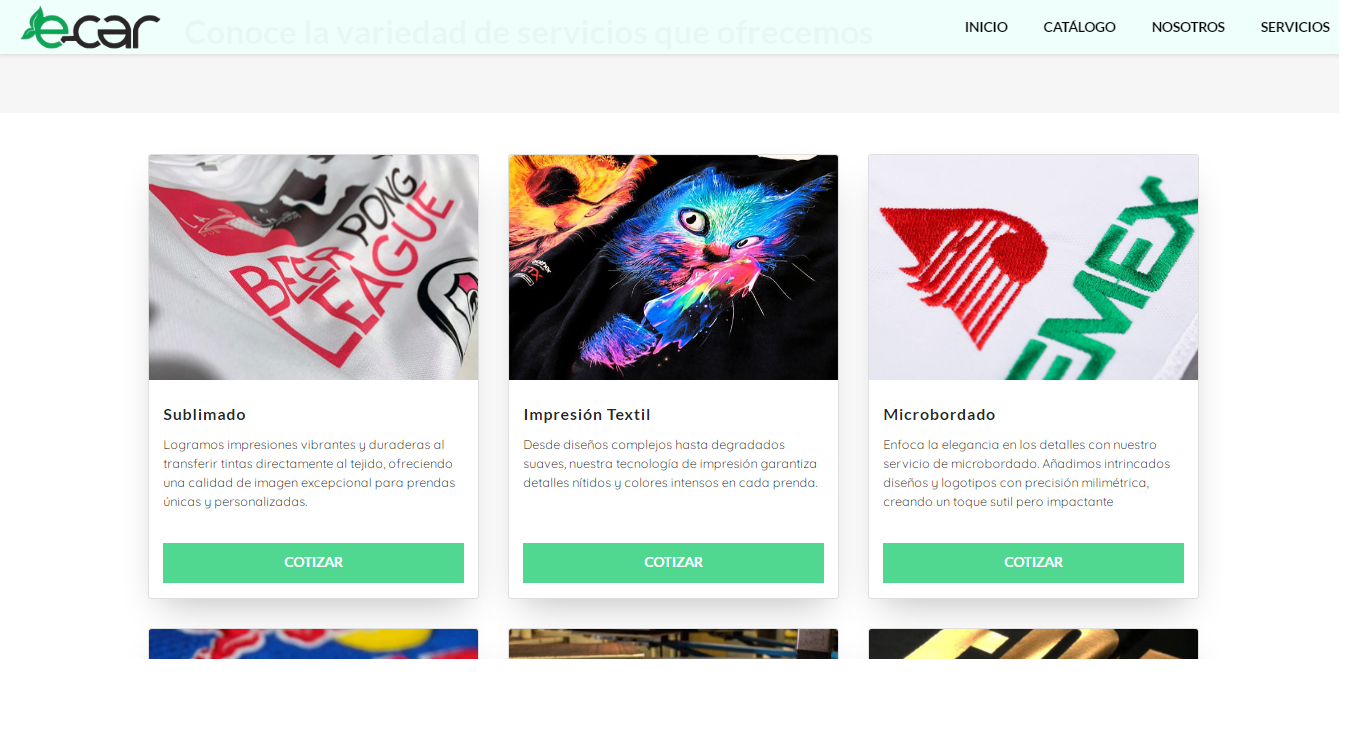 e-car
Conoce la variedad de servicios que ofrecemos
INICIO
CATÁLOGO
NOSOTROS
SERVICIOS
BEER PONG
LEAGUE
EMEX
Sublimado
Logramos impresiones vibrantes y duraderas al
transferir tintas directamente al tejido, ofreciendo
una calidad de imagen excepcional para prendas
únicas y personalizadas.
COTIZAR
Impresión Textil
Desde diseños complejos hasta degradados
suaves, nuestra tecnología de impresión garantiza
detalles nítidos y colores intensos en cada prenda.
COTIZAR
Microbordado
Enfoca la elegancia en los detalles con nuestro
servicio de microbordado. Añadimos intrincados
diseños y logotipos con precisión milimétrica,
creando un toque sutil pero impactante
COTIZAR